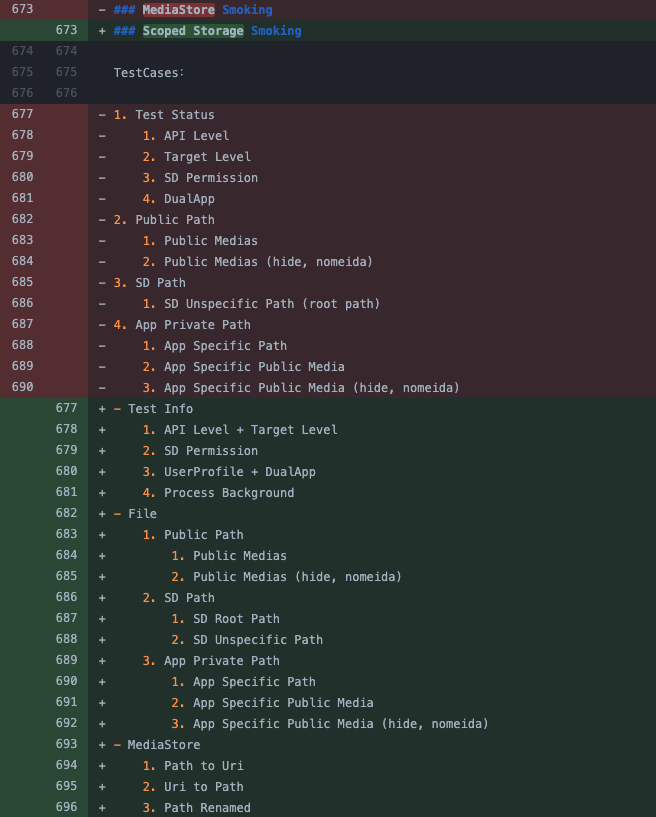 673 - ### MediaStore Smoking
673 + ### Scoped Storage Smoking
674 674
675 675 TestCases:
676 676
677 - 1. Test Status
678 - 1. API Level
679 - 2. Target Level
680 - 3. SD Permission
681 - 4. DualApp
682 - 2. Public Path
683 - 1. Public Medias
684 - 2. Public Medias (hide, nomeida)
685 - 3. SD Path
686 - 1. SD Unspecific Path (root path)
687 - 4. App Private Path
688 - 1. App Specific Path
689 - 2. App Specific Public Media
690 - 3. App Specific Public Media (hide, nomeida)
677 + - Test Info
678 + 1. API Level + Target Level
679 + 2. SD Permission
680 + 3. UserProfile + DualApp
681 + 4. Process Background
682 + - File
683 + 1. Public Path
684 + 1. Public Medias
685 + 2. Public Medias (hide, nomeida)
686 + 2. SD Path
687 + 1. SD Root Path
688 + 2. SD Unspecific Path
689 + 3. App Private Path
690 + 1. App Specific Path
691 + 2. App Specific Public Media
692 + 3. App Specific Public Media (hide, nomeida)
693 + - MediaStore
694 + 1. Path to Uri
695 + 2. Uri to Path
696 + 3. Path Renamed